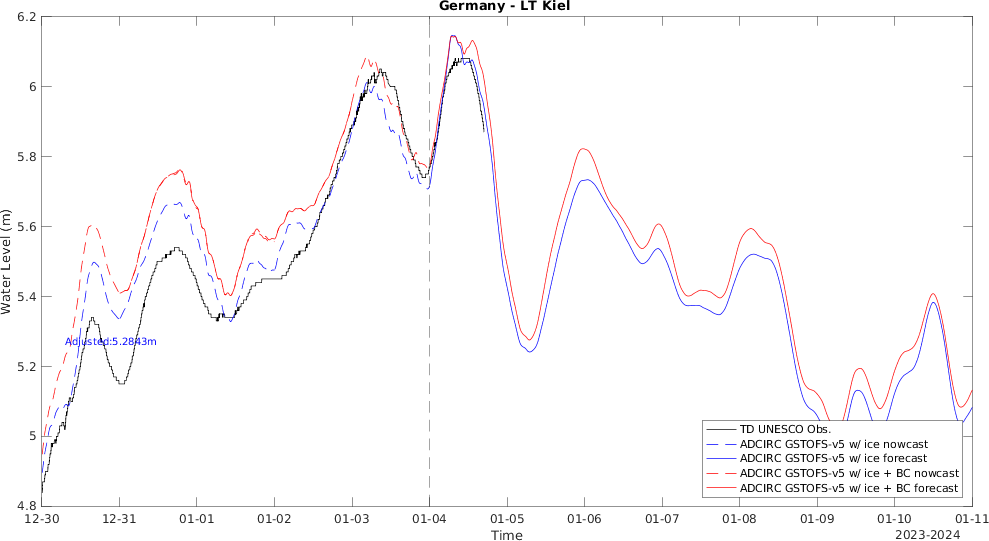 Germany - LT Kiel
6.2
6
5.8
5.6
5.4
5.2
5
4.8
Water Level (m)
Adjusted:5.2843m
TD UNESCO Obs.
ADCIRC GSTOFS-v5 w/ ice nowcast
ADCIRC GSTOFS-v5 w/ ice forecast
ADCIRC GSTOFS-v5 w/ ice + BC nowcast
ADCIRC GSTOFS-v5 w/ ice + BC forecast
12-30 12-31 01-01 01-02 01-03 01-04 01-05 01-06 01-07 01-08 01-09 01-10 01-11
Time
2023-2024